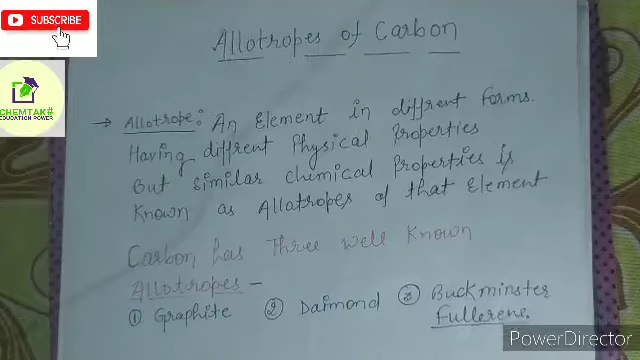 SUBSCRIBE
Allotropes of Carbon
CHEMTAK#
EDUCATION POWER
→ Allotrope: An Element in diffrent forms.
Having diffrent Physical Properties
But similar chemical Properties is
Known as Allatropes of that Element
Carbon has Three well Known
Allotropes -
① Graphite ② Daimond ③ Buckminster
Fullerene.
PowerDirector